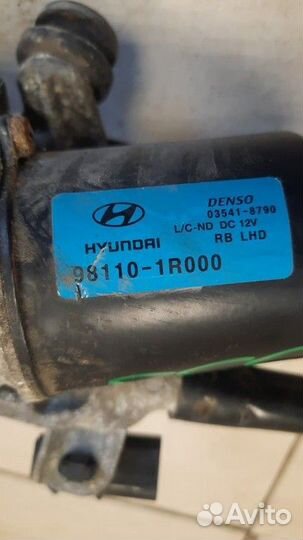 DENSO
03541-8790
L/C-ND DC 12V
HYUNDAI RB LHD
98110-1R000
Avito